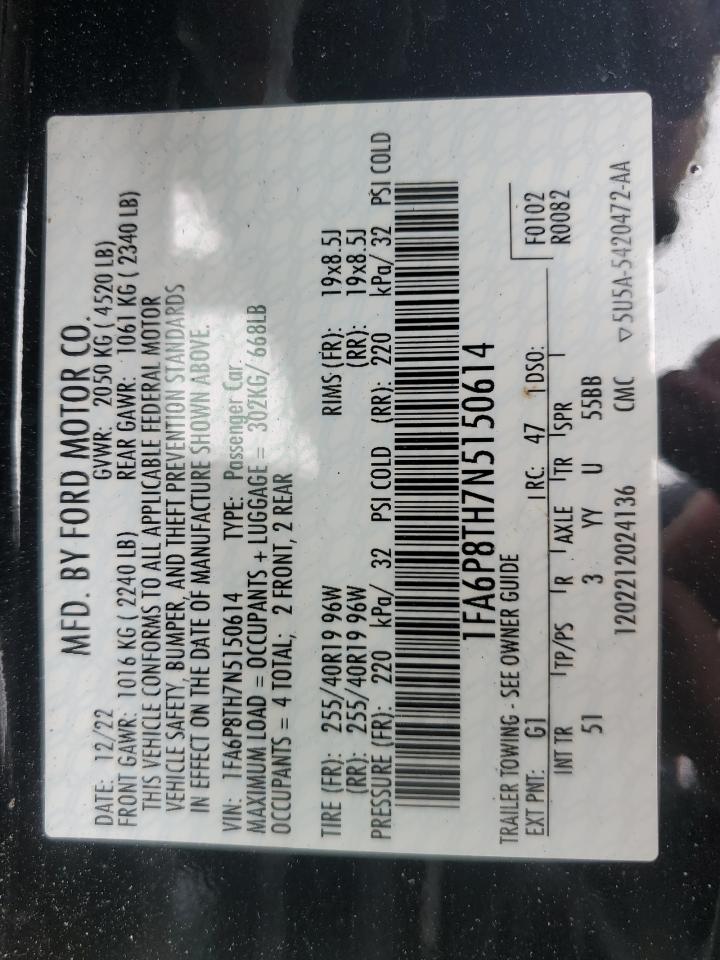 MFD. BY FORD MOTOR CO.
DATE: 12/22 GVWR: 2050 KG ( 4520 LB)
FRONT GAWR: 1016 KG ( 2240 LB) REAR GAWR: 1061 KG ( 2340 LB)
THIS VEHICLE CONFORMS TO ALL APPLICABLE FEDERAL MOTOR
VEHICLE SAFETY, BUMPER, AND THEFT PREVENTION STANDARDS
IN EFFECT ON THE DATE OF MANUFACTURE SHOWN ABOVE.
VIN: 1FA6P8TH7N5150614 TYPE: Passenger Car
MAXIMUM LOAD = OCCUPANTS + LUGGAGE = 302KG/ 668LB
OCCUPANTS = 4 TOTAL; 2 FRONT, 2 REAR
TIRE (FR): 255/40R19 96W RIMS (FR): 19x8.5J
(RR): 255/40R19 96W (RR): 19x8.5J
PRESSURE (FR): 220 kPa/ 32 PSI COLD (RR): 220 kPa/ 32 PSI COLD
1FA6P8TH7N5150614
TRAILER TOWING - SEE OWNER GUIDE F0102
EXT PNT: G1 RC: 47 DSO: R0082
INT TR TP/PS R AXLE TR SPR
51 3 YY U 55BB
1202212024136 CMC ▽5U5A-5420472-AA